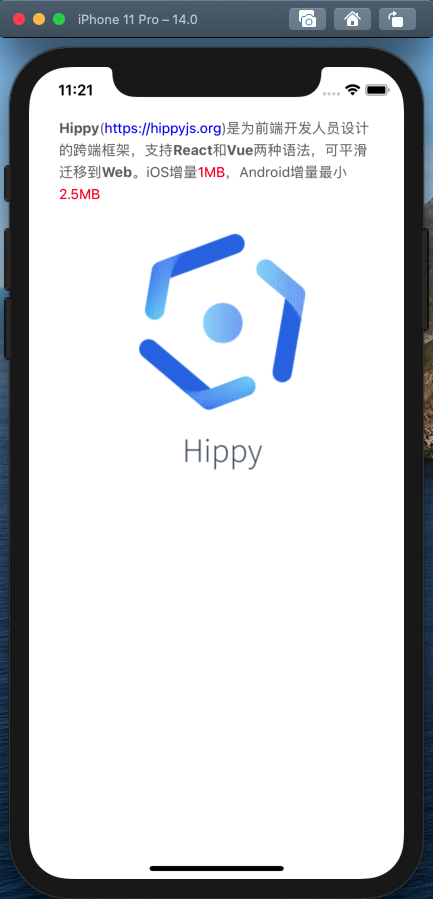 iPhone 11 Pro – 14.0
11:21
Hippy(https://hippyjs.org)是为前端开发人员设计
的跨端框架，支持React和Vue两种语法，可平滑
迁移到Web。iOS增量1MB，Android增量最小
2.5MB
Hippy